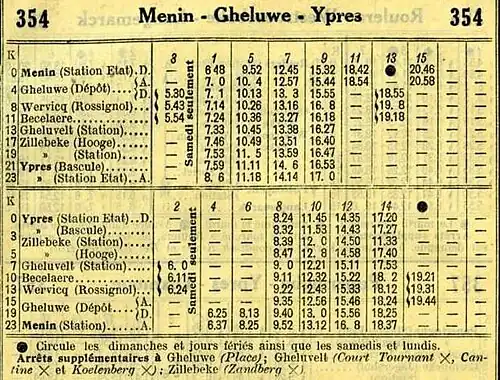 354 Menin - Gheluwe - Ypres 354
K 3 1 5 7 9 11 13 15
0 Menin (Station Etat).D. — 6.48 9.52 12.45 15.32 18.42 ● 20.46 — —
» A. — 7. 0 10. 4 12.57 15.44 18.54 20.58 — —
4 Gheluwe (Dépôt)....D. 5.30 7. 1 10.13 13. 3 15.55 — 18.55 — — —
8 Wervicq (Rossignol).... 5.43 7.14 10.26 13.16 16. 8 — 19. 8 — — —
11 Becelaere............ 5.54 7.24 10.36 13.27 16.18 — 19.18 — — —
13 Gheluvelt (Station)..... — 7.33 10.45 13.38 16.27 — — — — —
17 Zillebeke (Hooge)...... — 7.46 10.49 13.51 16.40 — — — — —
19 » (Station)..... — 7.53 11. 5 13.59 16.47 — — — — —
21 Ypres (Bascule)...... — 7.59 11.11 14. 6 16.53 — — — — —
23 » (Station Etat)..A. — 8. 6 11.18 14.14 17. 0 — — — — —
Samedi seulement
K 2 4 6 8 10 12 14 ●
0 Ypres (Station Etat)..D. — — — 8.24 11.45 14.35 17.20 — — —
» (Bascule)....... — — — 8.32 11.53 14.43 17.27 — — —
3 Zillebeke (Station)..... — — — 8.39 12. 0 14.50 11.33 — — —
5 » (Hooge)...... — — — 8.47 12. 8 14.58 17.40 — — —
7 Gheluvelt (Station)..... 6. 0 — — 9. 0 12.21 15.11 17.53 — — —
10 Becelaere............ 6.11 — — 9.11 12.32 15.22 18. 2 19.21 — —
13 Wervicq (Rossignol).... 6.24 — — 9.22 12.43 15.33 18.12 19.31 — —
15 Gheluwe (Dépôt)....A. — — — 9.35 12.56 15.46 18.24 19.44 — —
19 D. — 6.25 8.13 9.40 13. 0 15.56 18.25 — — —
23 Menin (Station)......A. — 6.37 8.25 9.52 13.12 16. 8 18.37 — — —
Samedi seulement
● Circule les dimanches et jours fériés ainsi que les samedis et lundis.
Arrêts supplémentaires à Gheluwe (Place); Gheluvelt (Court Tournant X, Can-
tine X et Koelenberg X); Zillebeke (Zandberg X)